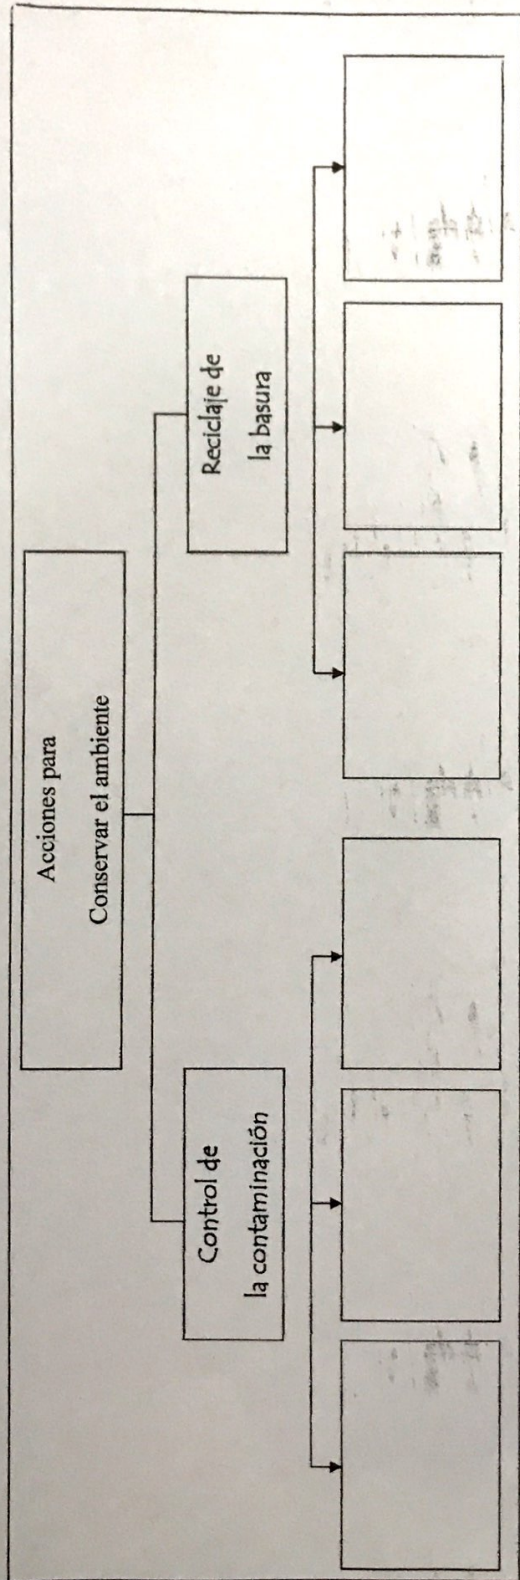 Acciones para
Conservar el ambiente
Control de
la contaminación
Reciclaje de
la basura